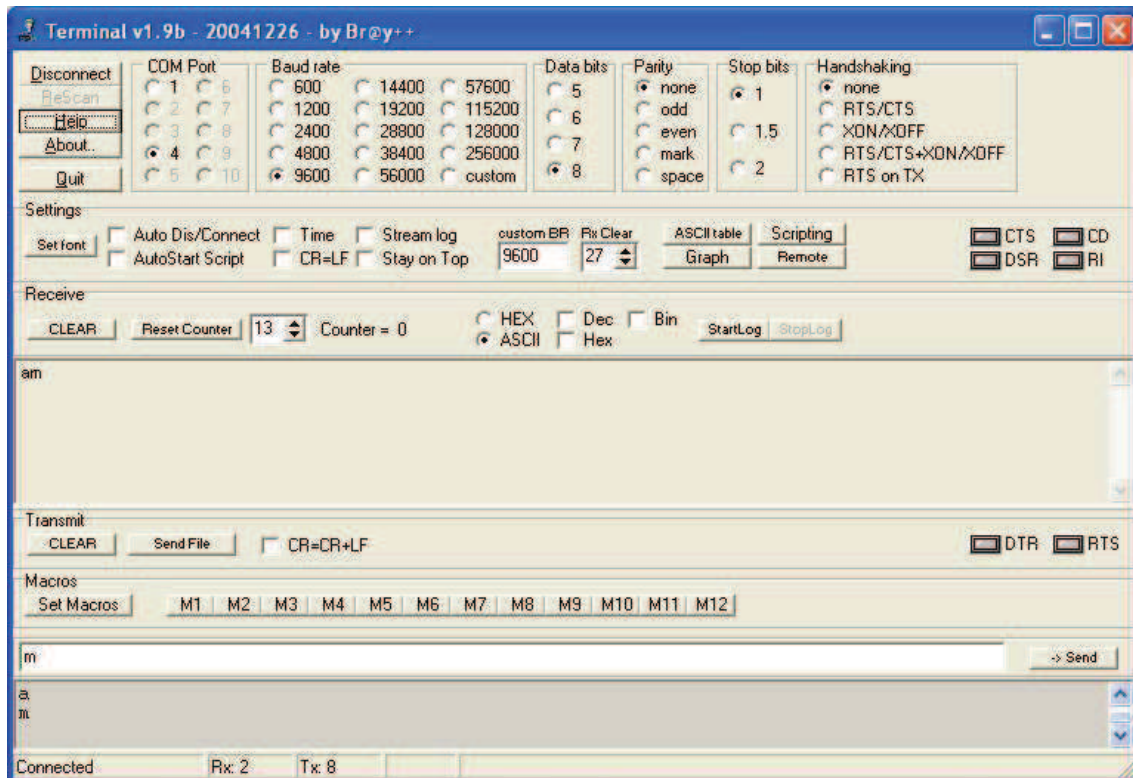 Terminal v1.9b - 20041226 - by Br@y++
Disconnect
ReScan
Help
About..
Quit
COM Port
1 6
2 7
3 8
4 9
5 10
Baud rate
600 14400 57600
1200 19200 115200
2400 28800 128000
4800 38400 256000
9600 56000 custom
Data bits
5
6
7
8
Parity
none
odd
even
mark
space
Stop bits
1
1.5
2
Handshaking
none
RTS/CTS
XON/XOFF
RTS/CTS+XON/XOFF
RTS on TX
Settings
Set font
Auto Dis/Connect Time Stream log
AutoStart Script CR=LF Stay on Top
custom BR Rx Clear
9600 27
ASCII table Scripting
Graph Remote
CTS CD
DSR RI
Receive
CLEAR Reset Counter 13 Counter = 0
HEX Dec Bin
ASCII Hex
StartLog StopLog
am
Transmit
CLEAR Send File CR=CR+LF DTR RTS
Macros
Set Macros M1 M2 M3 M4 M5 M6 M7 M8 M9 M10 M11 M12
m
-> Send
a
m
Connected Rx: 2 Tx: 8